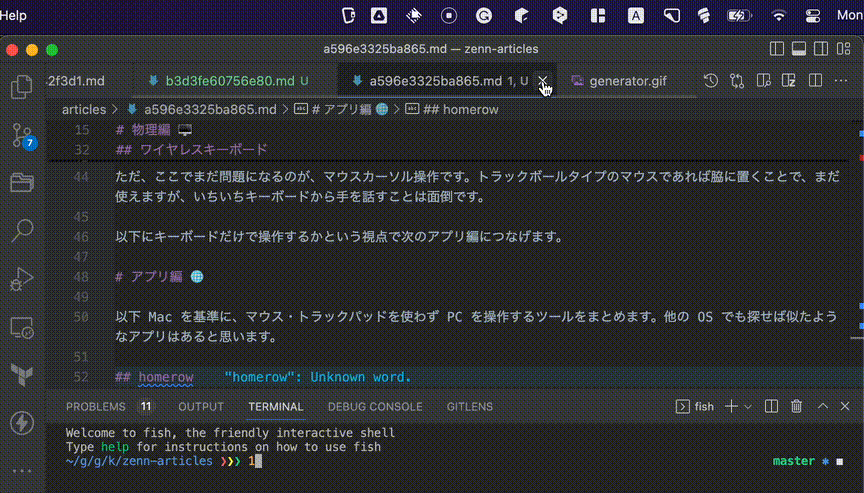 Help
Mon
a596e3325ba865.md — zenn-articles
2f3d1.md
b3d3fe60756e80.md U
a596e3325ba865.md 1, U
generator.gif
articles > a596e3325ba865.md > # アプリ編 🌐 > ## homerow
15 # 物理編 🖥️
32 ## ワイヤレスキーボード
44 ただ、ここでまだ問題になるのが、マウスカーソル操作です。トラックボールタイプのマウスであれば脇に置くことで、まだ
使えますが、いちいちキーボードから手を話すことは面倒です。
45
46 以下にキーボードだけで操作するかという視点で次のアプリ編につなげます。
47
48 # アプリ編 🌐
49
50 以下 Mac を基準に、マウス・トラックパッドを使わず PC を操作するツールをまとめます。他の OS でも探せば似たよう
なアプリはあると思います。
51
52 ## homerow "homerow": Unknown word.
7
PROBLEMS 11 OUTPUT TERMINAL DEBUG CONSOLE GITLENS
fish
Welcome to fish, the friendly interactive shell
Type help for instructions on how to use fish
~/g/g/k/zenn-articles ❯❯❯ 1
master *